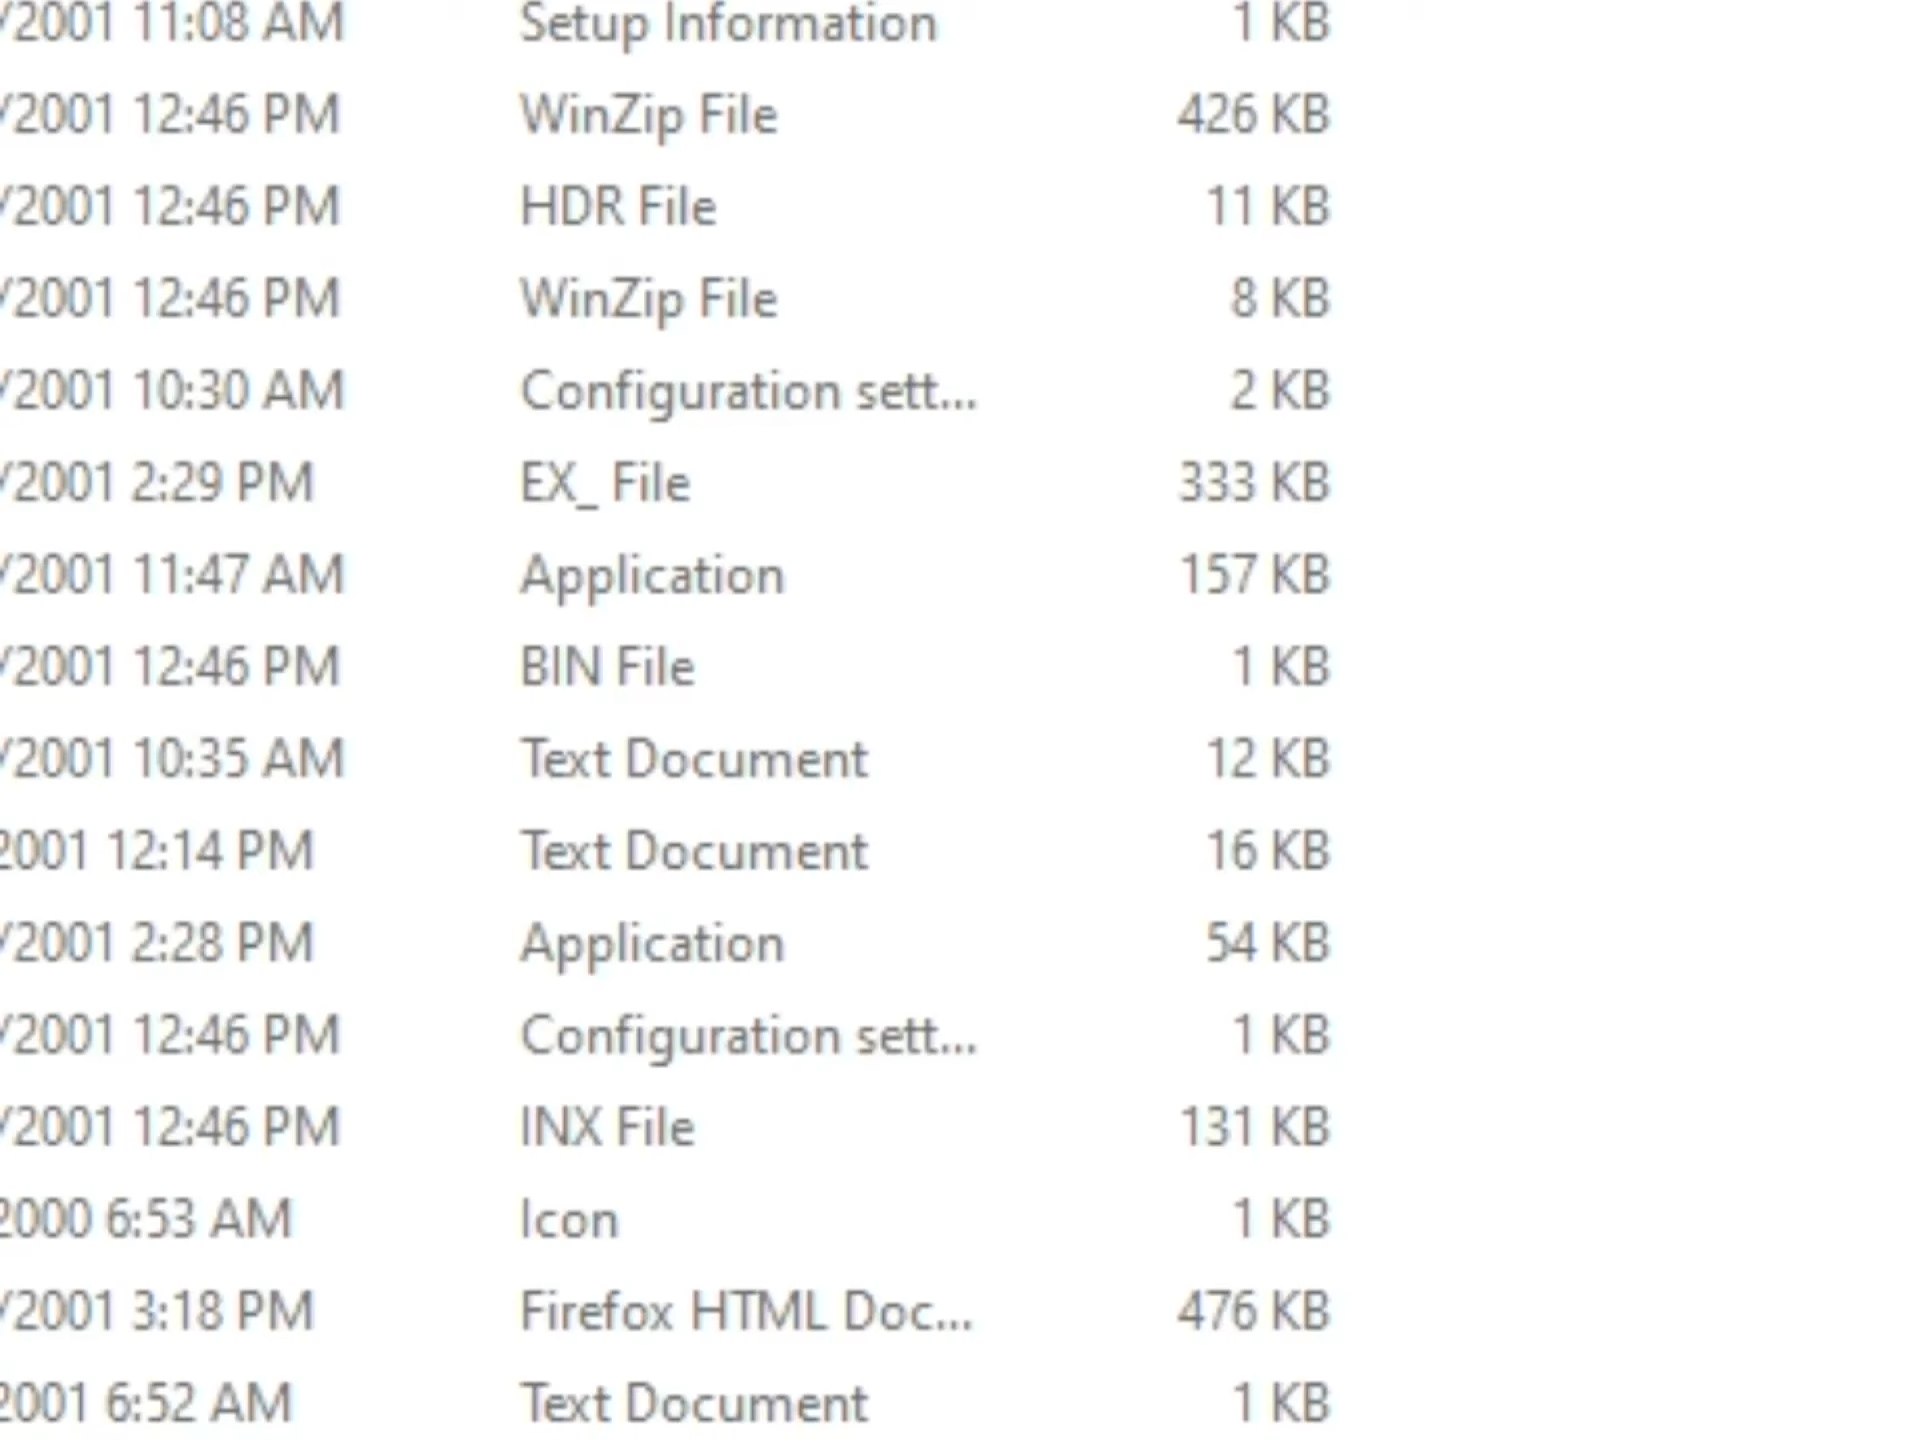 /2001 11:08 AM Setup Information 1 KB
/2001 12:46 PM WinZip File 426 KB
/2001 12:46 PM HDR File 11 KB
/2001 12:46 PM WinZip File 8 KB
/2001 10:30 AM Configuration sett... 2 KB
/2001 2:29 PM EX_ File 333 KB
/2001 11:47 AM Application 157 KB
/2001 12:46 PM BIN File 1 KB
/2001 10:35 AM Text Document 12 KB
2001 12:14 PM Text Document 16 KB
/2001 2:28 PM Application 54 KB
/2001 12:46 PM Configuration sett... 1 KB
/2001 12:46 PM INX File 131 KB
2000 6:53 AM Icon 1 KB
/2001 3:18 PM Firefox HTML Doc... 476 KB
2001 6:52 AM Text Document 1 KB